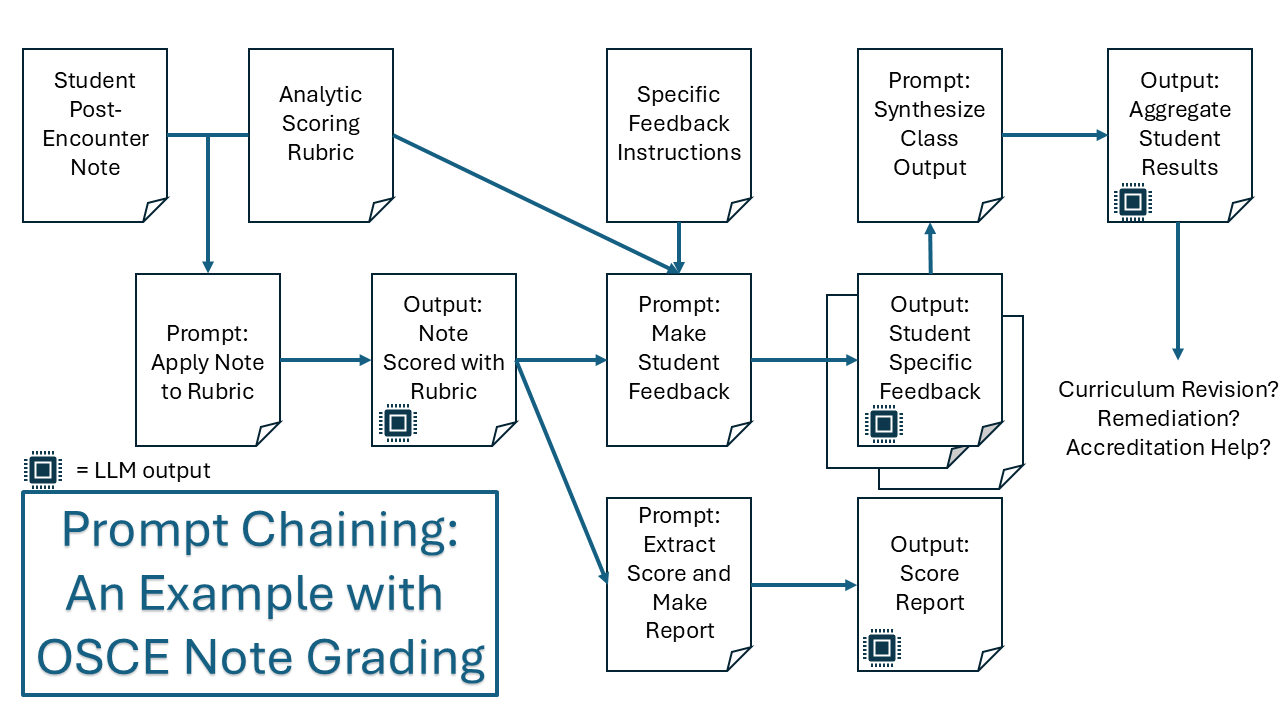 Student
Post-
Encounter
Note
Analytic
Scoring
Rubric
Specific
Feedback
Instructions
Prompt:
Synthesize
Class
Output
Output:
Aggregate
Student
Results
Prompt:
Apply Note
to Rubric
Output:
Note
Scored with
Rubric
Prompt:
Make
Student
Feedback
Output:
Student
Specific
Feedback
Curriculum Revision?
Remediation?
Accreditation Help?
= LLM output
Prompt Chaining:
An Example with
OSCE Note Grading
Prompt:
Extract
Score and
Make
Report
Output:
Score
Report